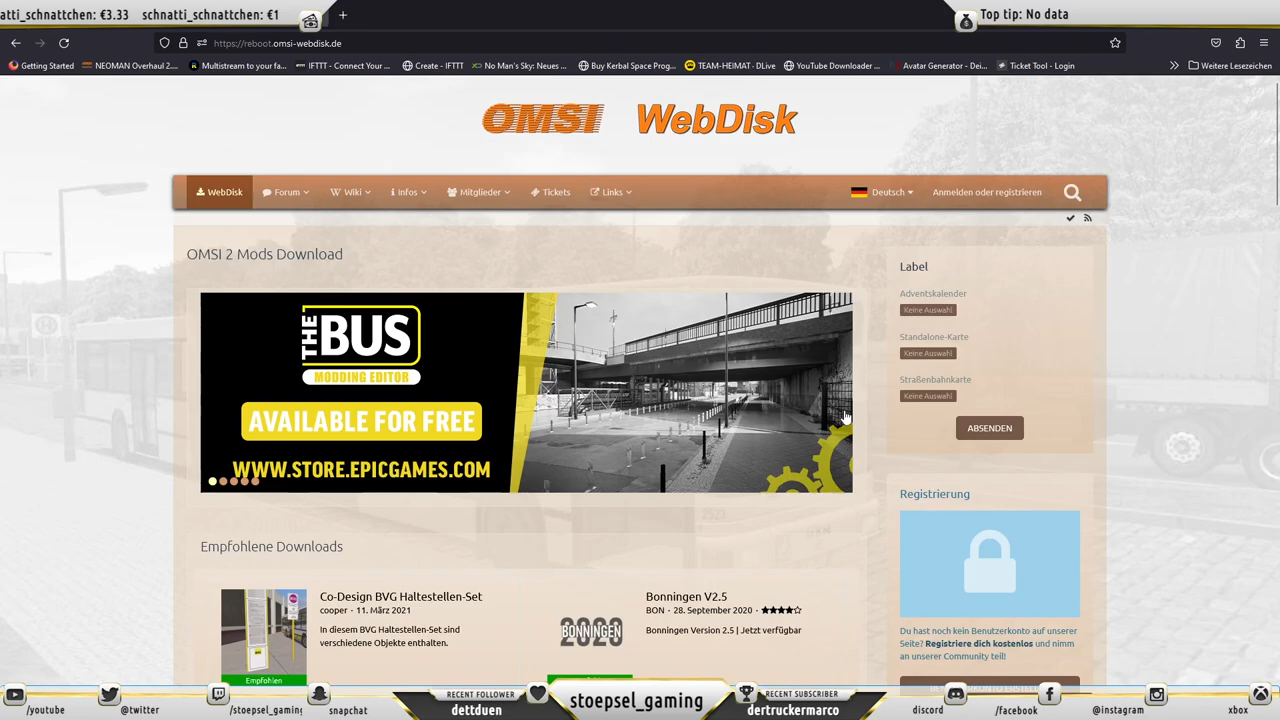 atti_schnattchen: €3.33 schnatti_schnattchen: €1
Top tip: No data
https://reboot.omsi-webdisk.de
Getting Started
NEOMAN Overhaul 2....
Multistream to your fa...
IFTTT - Connect Your ...
Create - IFTTT
No Man's Sky: Neues ...
Buy Kerbal Space Prog...
TEAM-HEIMAT - DLive
YouTube Downloader ...
Avatar Generator - Dei...
Ticket Tool - Login
Weitere Lesezeichen
OMSI WebDisk
WebDisk
Forum
Wiki
Infos
Mitglieder
Tickets
Links
Deutsch
Anmelden oder registrieren
OMSI 2 Mods Download
THE BUS
MODDING EDITOR
AVAILABLE FOR FREE
WWW.STORE.EPICGAMES.COM
Label
Adventskalender
Keine Auswahl
Standalone-Karte
Keine Auswahl
Straßenbahnkarte
Keine Auswahl
ABSENDEN
Registrierung
Du hast noch kein Benutzerkonto auf unserer
Seite? Registriere dich kostenlos und nimm
an unserer Community teil!
Empfohlene Downloads
Co-Design BVG Haltestellen-Set
cooper · 11. März 2021
In diesem BVG Haltestellen-Set sind
verschiedene Objekte enthalten.
Empfohlen
BONNINGEN
2020
Bonningen V2.5
BON · 28. September 2020 ·
Bonningen Version 2.5 | Jetzt verfügbar
/youtube
@twitter
/stoepsel_gaming
snapchat
RECENT FOLLOWER
dettduen
stoepsel_gaming
RECENT SUBSCRIBER
dertruckermarco
discord
/facebook
@instagram
xbox